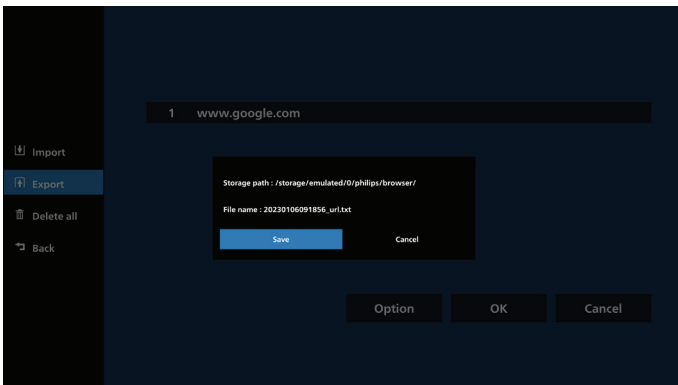 1 www.google.com
Import
Export
Delete all
Back
Storage path : /storage/emulated/0/philips/browser/
File name : 20230106091856_url.txt
Save Cancel
Option OK Cancel